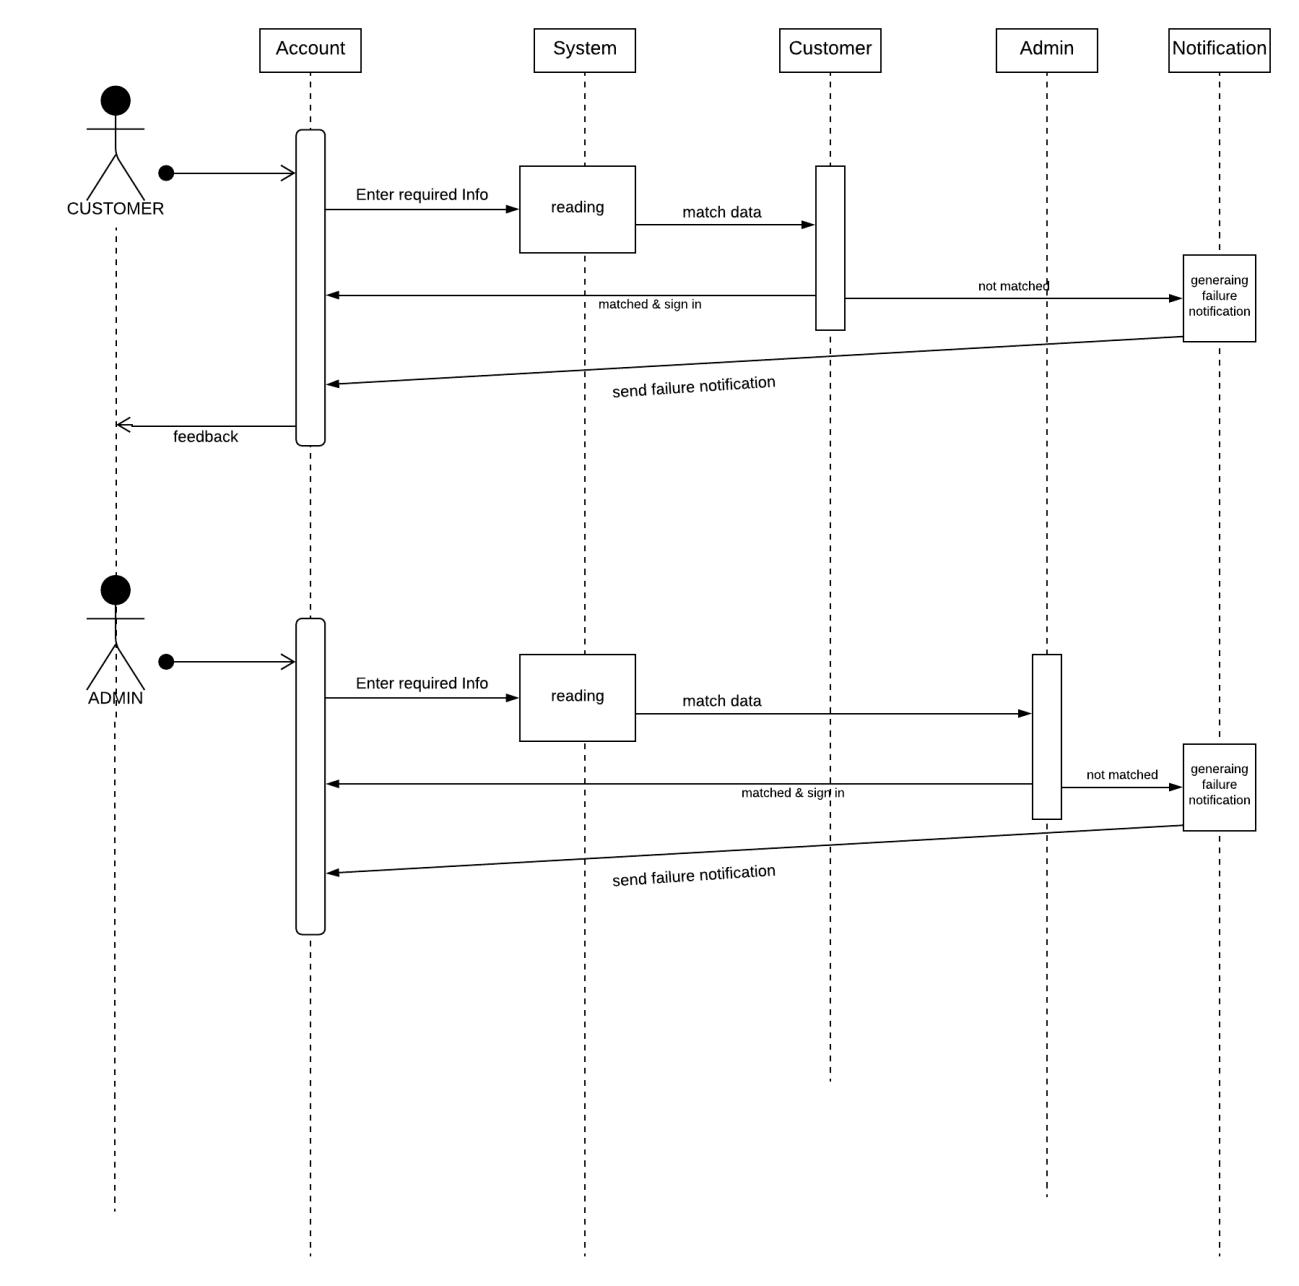 Account
System
Customer
Admin
Notification
CUSTOMER
Enter required Info
reading
match data
matched & sign in
not matched
generaing
failure
notification
send failure notification
feedback
ADMIN
Enter required Info
reading
match data
matched & sign in
not matched
generaing
failure
notification
send failure notification